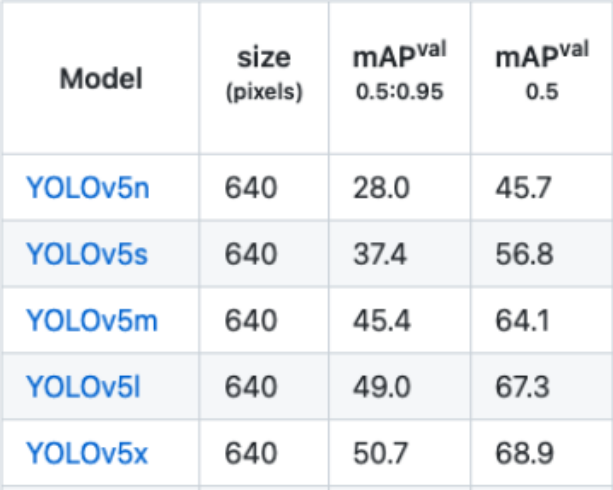 Model size (pixels) mAPval 0.5:0.95 mAPval 0.5
YOLOv5n 640 28.0 45.7
YOLOv5s 640 37.4 56.8
YOLOv5m 640 45.4 64.1
YOLOv5l 640 49.0 67.3
YOLOv5x 640 50.7 68.9